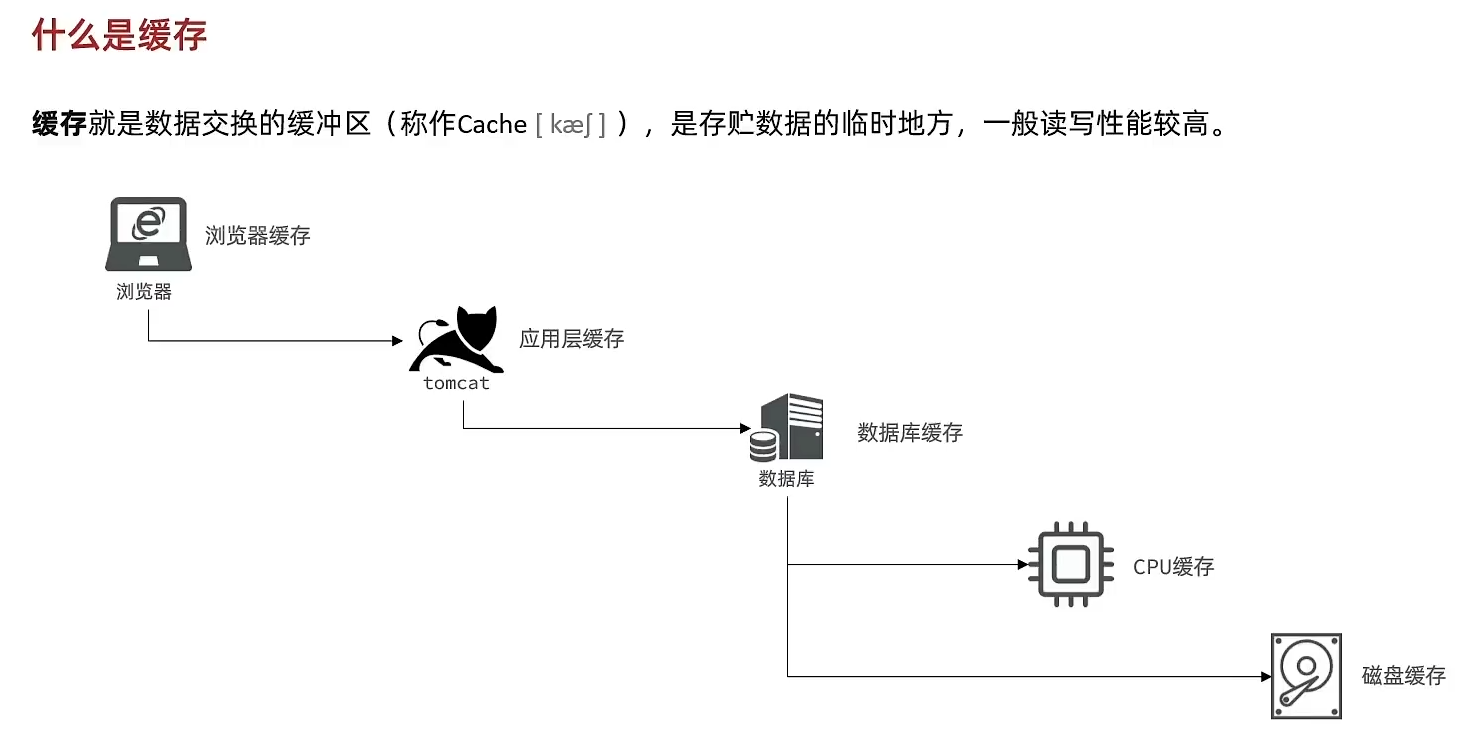 什么是缓存
缓存就是数据交换的缓冲区（称作Cache [ kæʃ ] ），是存贮数据的临时地方，一般读写性能较高。
浏览器缓存
浏览器
应用层缓存
tomcat
数据库缓存
数据库
CPU缓存
磁盘缓存